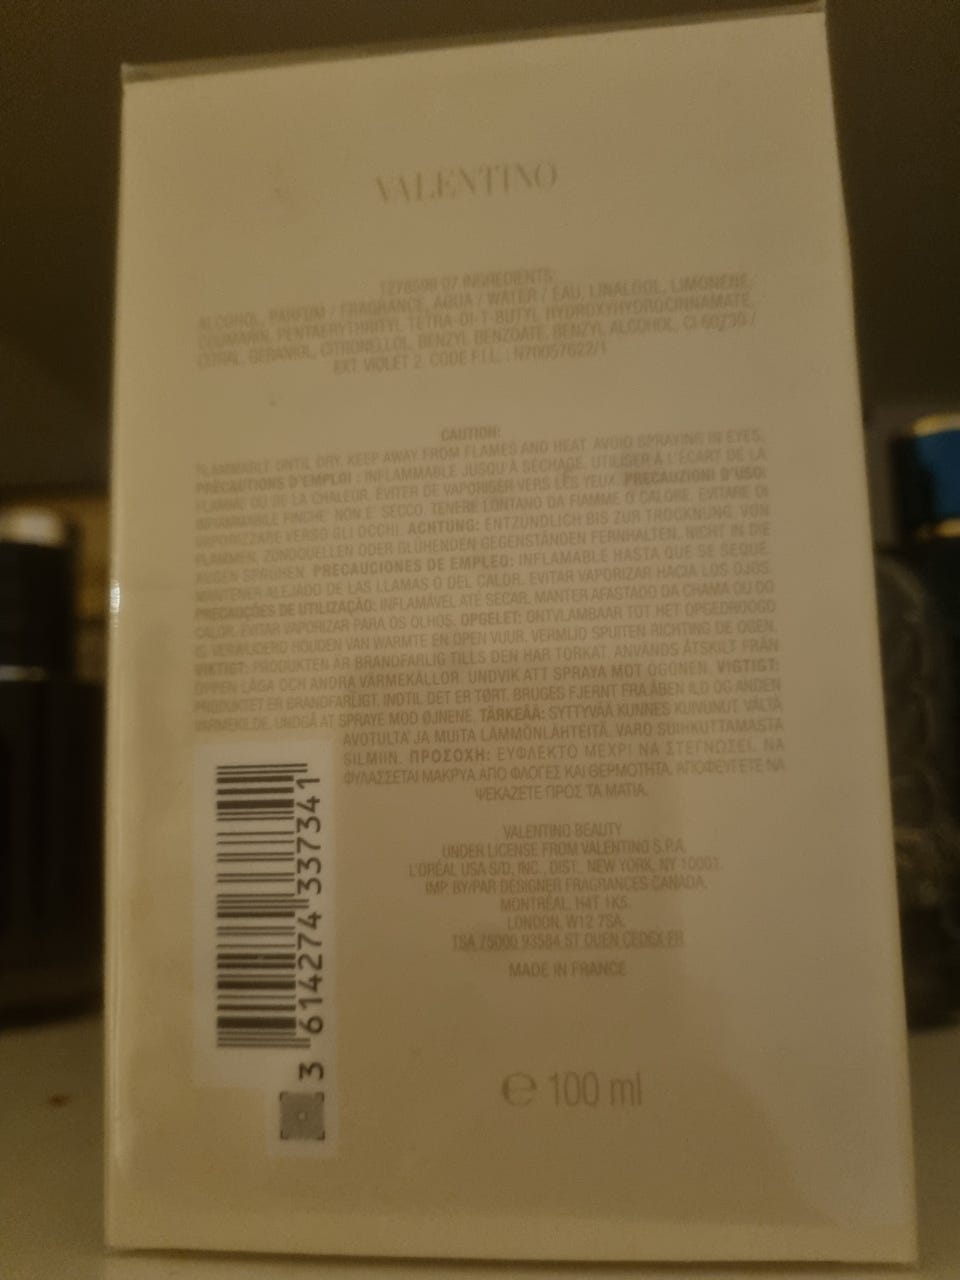 VALENTINO
07 INGREDIENTS:
ALCOHOL, PARFUM / FRAGRANCE, AQUA / WATER / EAU, LINALOOL, LIMONENE,
COUMARIN, PENTAERYTHRITYL TETRA-DI-T-BUTYL HYDROXYHYDROCINNAMATE,
CITRAL, GERANIOL, CITRONELLOL, BENZYL BENZOATE, BENZYL ALCOHOL, CI 60730 /
EXT. VIOLET 2. CODE F.I.L. : N70057622/1
CAUTION:
FLAMMABLE UNTIL DRY. KEEP AWAY FROM FLAMES AND HEAT. AVOID SPRAYING IN EYES.
PRÉCAUTIONS D'EMPLOI : INFLAMMABLE JUSQU'À SÉCHAGE. UTILISER À L'ÉCART DE LA
FLAMME OU DE LA CHALEUR. ÉVITER DE VAPORISER VERS LES YEUX. PRECAUZIONI D'USO:
INFIAMMABILE FINCHE' NON E' SECCO. TENERE LONTANO DA FIAMME O CALORE. EVITARE DI
VAPORIZZARE VERSO GLI OCCHI. ACHTUNG: ENTZÜNDLICH BIS ZUR TROCKNUNG. VON
FLAMMEN, ZÜNDQUELLEN ODER GLÜHENDEN GEGENSTÄNDEN FERNHALTEN. NICHT IN DIE
AUGEN SPRÜHEN. PRECAUCIONES DE EMPLEO: INFLAMABLE HASTA QUE SE SEQUE.
MANTENER ALEJADO DE LAS LLAMAS O DEL CALOR. EVITAR VAPORIZAR HACIA LOS OJOS.
PRECAUÇÕES DE UTILIZAÇÃO: INFLAMÁVEL ATÉ SECAR. MANTER AFASTADO DA CHAMA OU DO
CALOR. EVITAR VAPORIZAR PARA OS OLHOS. OPGELET: ONTVLAMBAAR TOT HET OPGEDROOGD
IS VERWIJDERD HOUDEN VAN WARMTE EN OPEN VUUR. VERMIJD SPUITEN RICHTING DE OGEN.
VIKTIGT: PRODUKTEN ÄR BRANDFARLIG TILLS DEN HAR TORKAT. ANVÄNDS ÅTSKILT FRÅN
ÖPPEN LÅGA OCH ANDRA VÄRMEKÄLLOR. UNDVIK ATT SPRAYA MOT ÖGONEN. VIGTIGT:
PRODUKTET ER BRANDFARLIGT, INDTIL DET ER TØRT. BRUGES FJERNT FRA ÅBEN ILD OG ANDEN
VARMEKILDE. UNDGÅ AT SPRAYE MOD ØJNENE. TÄRKEÄÄ: SYTTYVÄÄ KUNNES KUIVUNUT. VÄLTÄ
AVOTULTA JA MUITA LÄMMÖNLÄHTEITÄ. VARO SUIHKUTTAMASTA
SILMIIN. ΠΡΟΣΟΧΗ: ΕΥΦΛΕΚΤΟ ΜΕΧΡΙ ΝΑ ΣΤΕΓΝΩΣΕΙ. ΝΑ
ΦΥΛΑΣΣΕΤΑΙ ΜΑΚΡΥΑ ΑΠΟ ΦΛΟΓΕΣ ΚΑΙ ΘΕΡΜΟΤΗΤΑ. ΑΠΟΦΕΥΓΕΤΕ ΝΑ
ΨΕΚΑΖΕΤΕ ΠΡΟΣ ΤΑ ΜΑΤΙΑ.
VALENTINO BEAUTY
UNDER LICENSE FROM VALENTINO S.P.A.
L'ORÉAL USA S/D, INC., DIST., NEW YORK, NY 10001.
IMP. BY/PAR DESIGNER FRAGRANCES CANADA,
MONTRÉAL, H4T 1K5.
LONDON, W12 7SA.
TSA 75000 93584 ST OUEN CEDEX FR
MADE IN FRANCE
3 614274 337341
℮ 100 ml